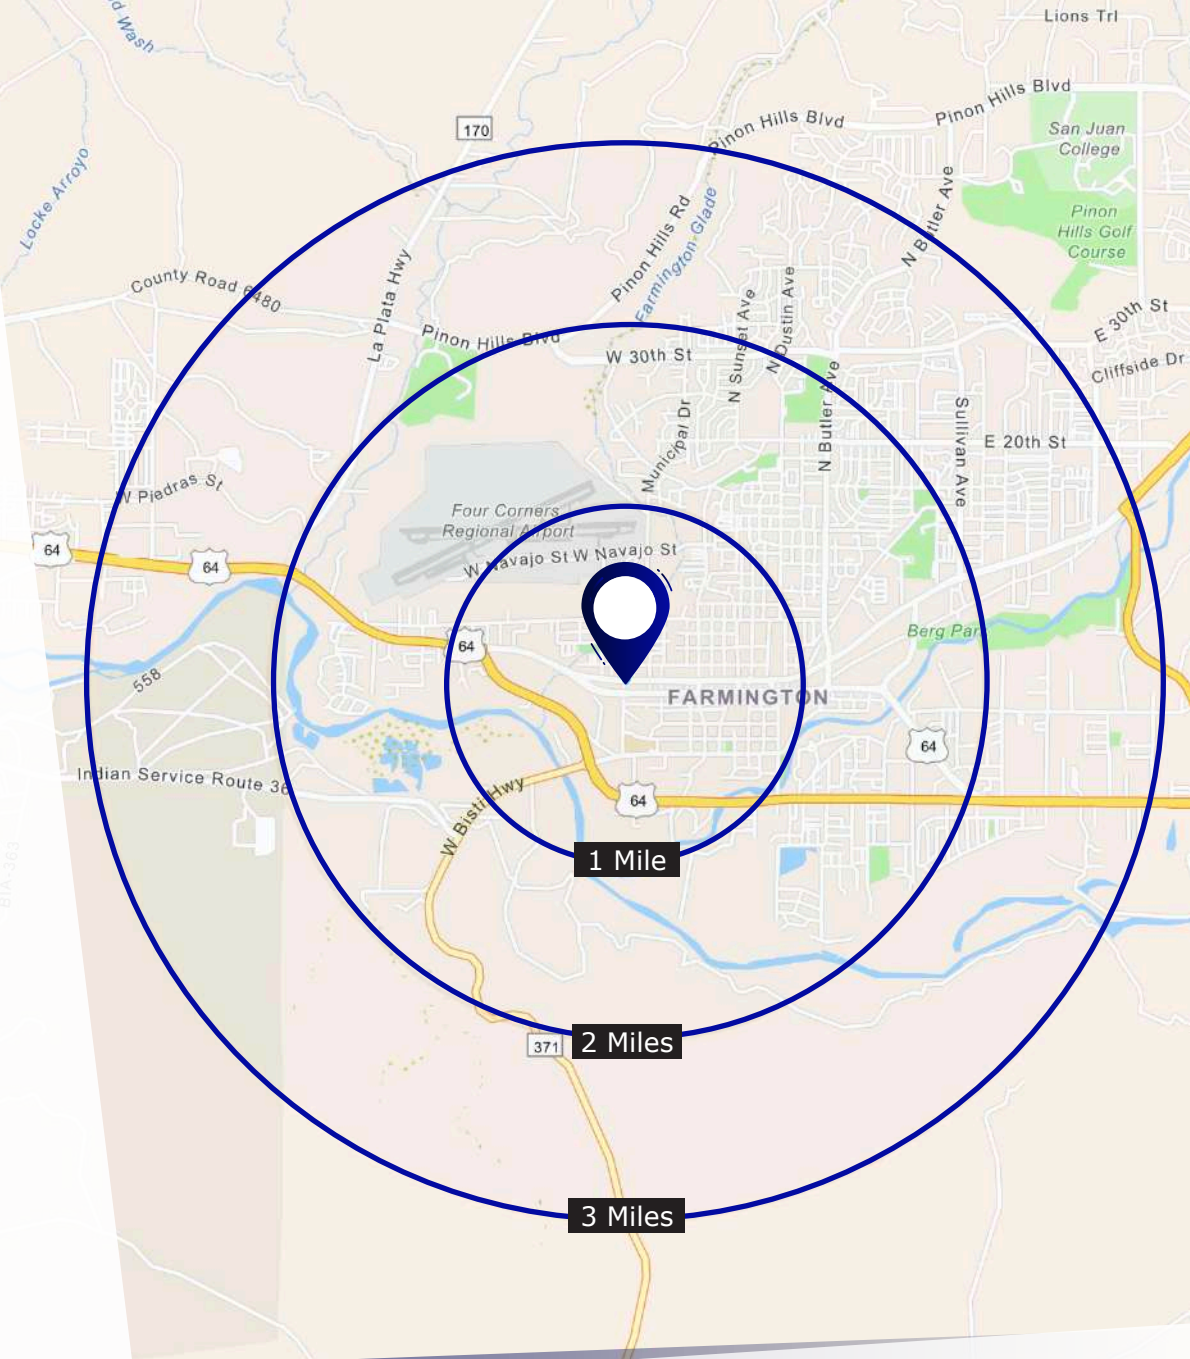 Lions Trl
d Wash
Pinon Hills Blvd
Pinon Hills Blvd
170
San Juan
College
Locke Arroyo
N Butler Ave
Pinon
Hills Golf
Course
Pinon Hills Rd
Farmington Glade
County Road 6480
La Plata Hwy
N Sunset Ave
N Dustin Ave
E 30th St
Pinon Hills Blvd
W 30th St
Cliffside Dr
N Butler Ave
Sullivan Ave
Municipal Dr
E 20th St
W Piedras St
Four Corners
Regional Airport
64
64
W Navajo St
W Navajo St
64
Berg Par
558
FARMINGTON
64
Indian Service Route 36
64
W Bisti Hwy
1 Mile
2 Miles
371
3 Miles